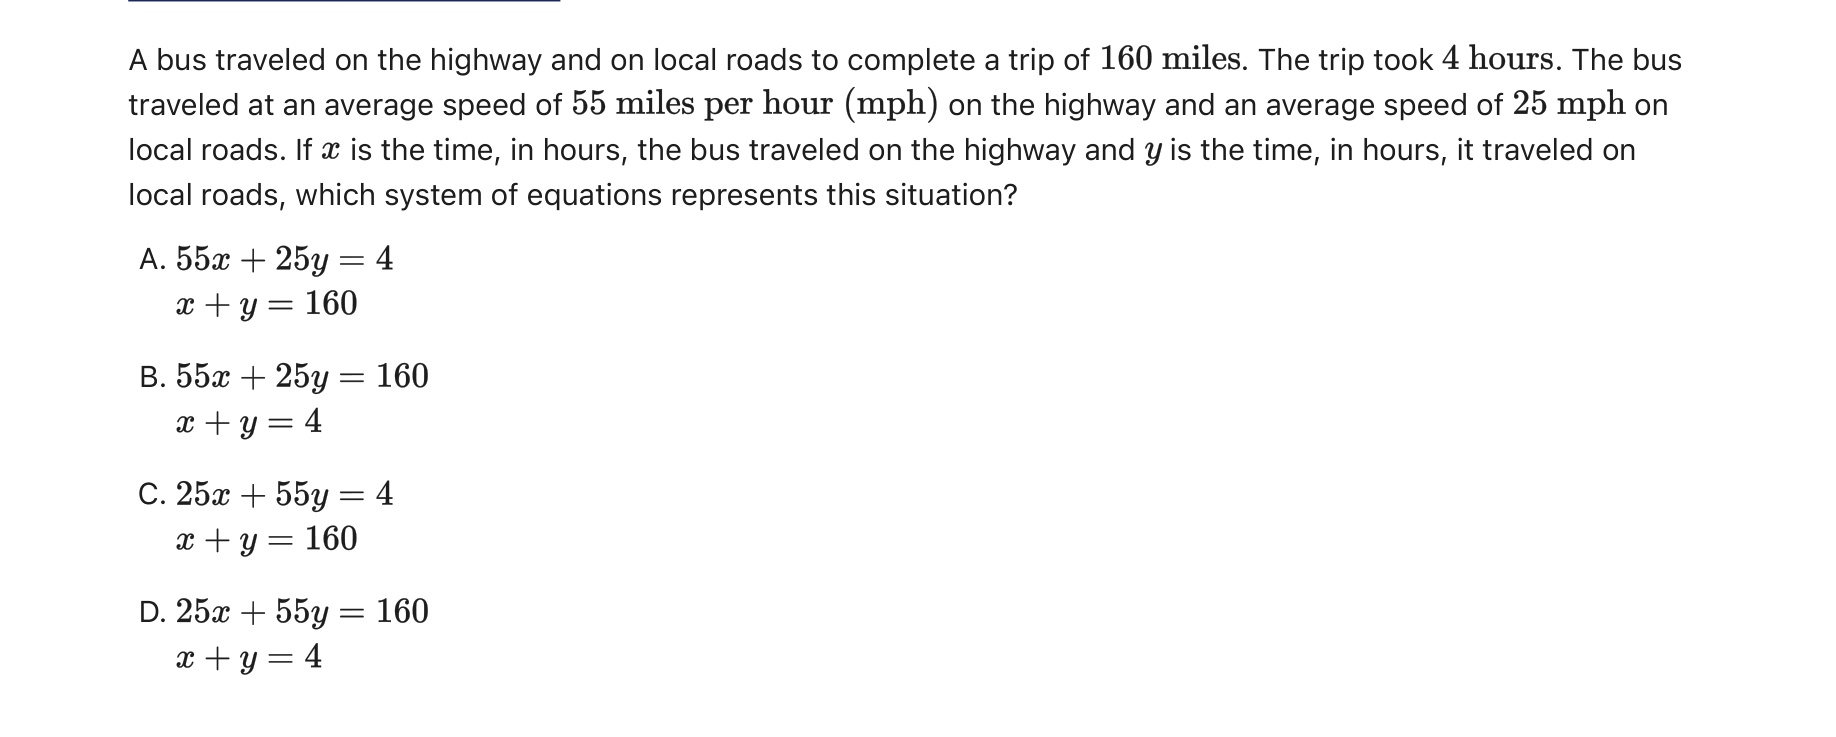 A bus traveled on the highway and on local roads to complete a trip of 160 miles. The trip took 4 hours. The bus
traveled at an average speed of 55 miles per hour (mph) on the highway and an average speed of 25 mph on
local roads. If x is the time, in hours, the bus traveled on the highway and y is the time, in hours, it traveled on
local roads, which system of equations represents this situation?
A. 55x + 25y = 4
x + y = 160
B. 55x + 25y = 160
x + y = 4
C. 25x + 55y = 4
x + y = 160
D. 25x + 55y = 160
x + y = 4